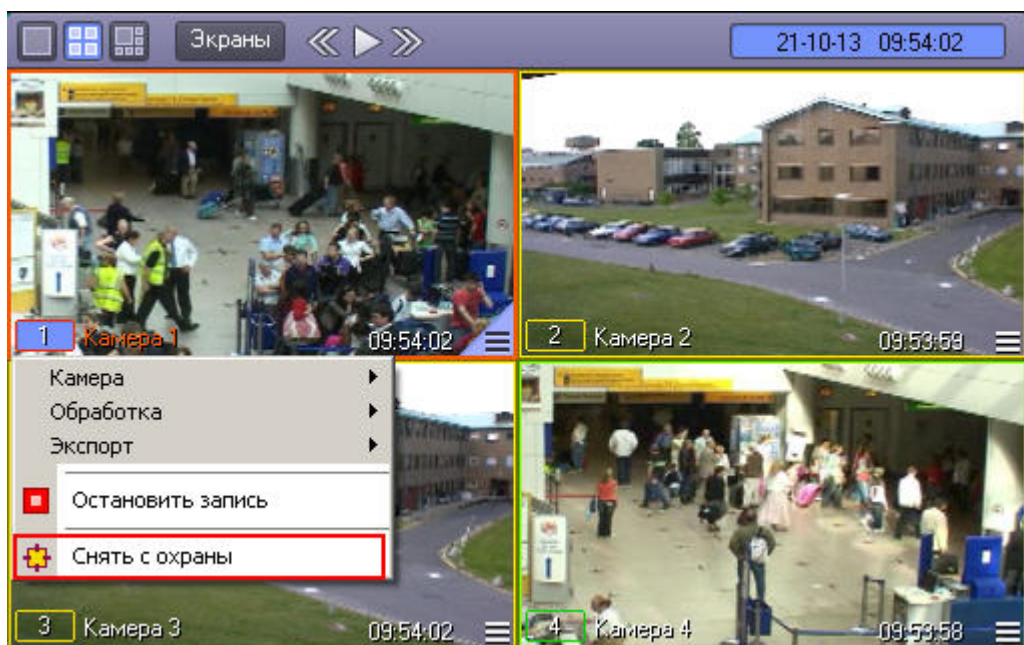 Экраны
21-10-13 09:54:02
1 Камера 1 09:54:02
2 Камера 2 09:53:59
Камера
Обработка
Экспорт
Остановить запись
Снять с охраны
3 Камера 3 09:54:02
4 Камера 4 09:53:58